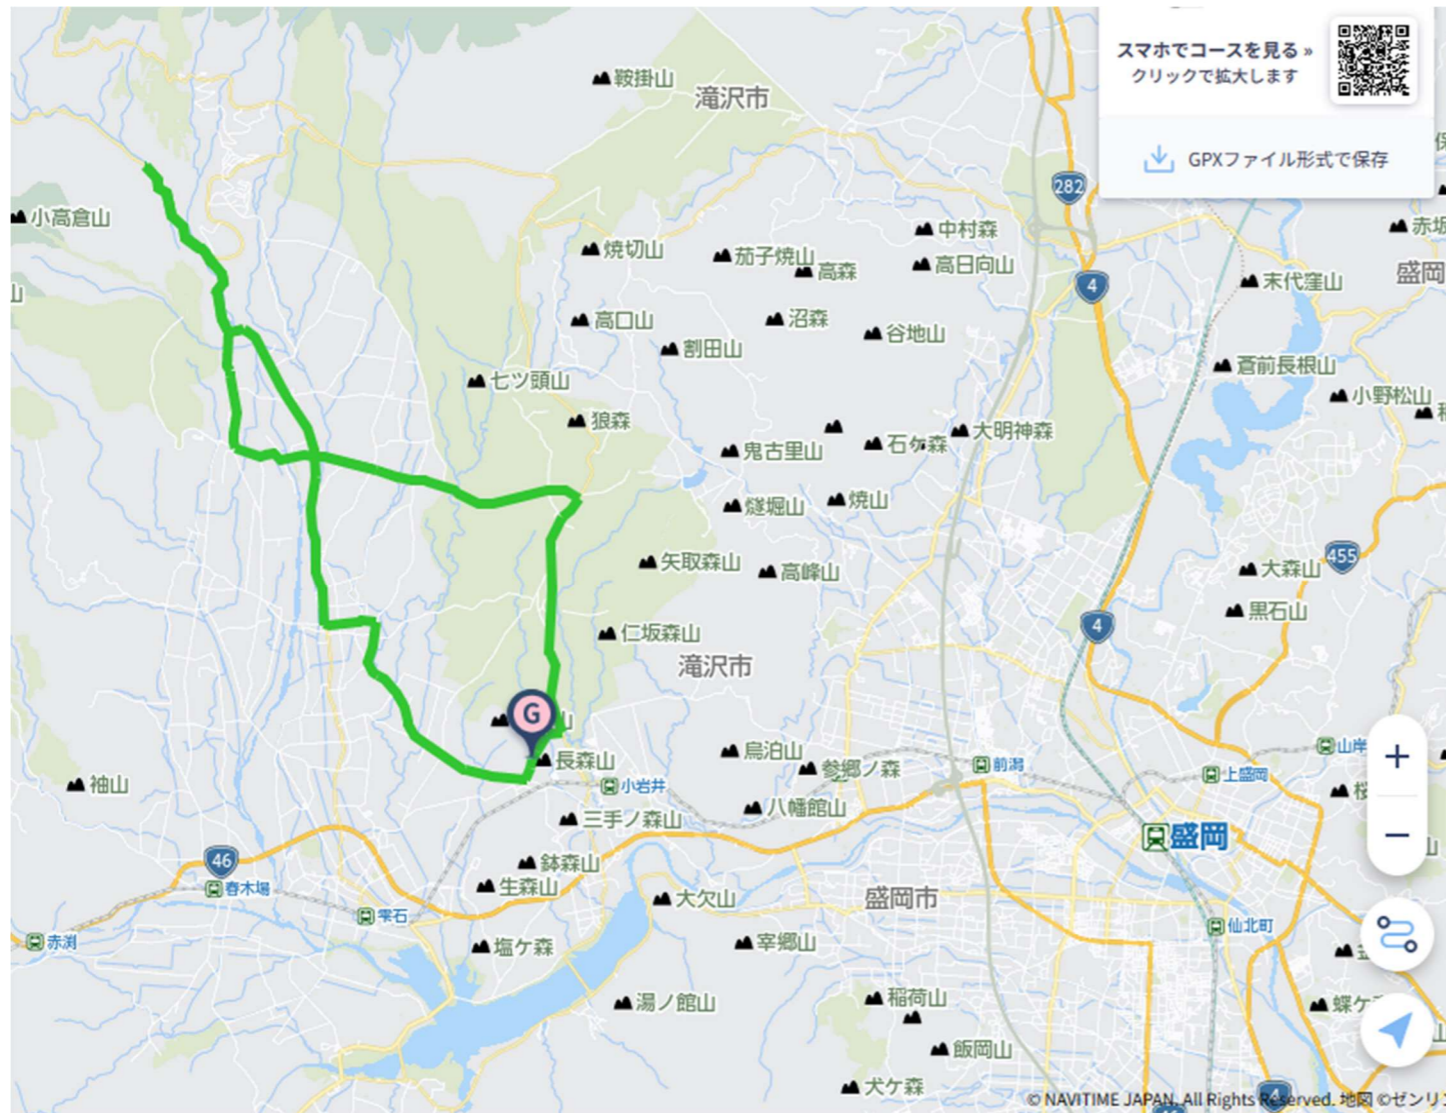 スマホでコースを見る »
クリックで拡大します
GPXファイル形式で保存
鞍掛山
滝沢市
282
小高倉山
山
焼切山
茄子焼山
高森
中村森
高日向山
赤坂
盛岡
末代窪山
4
高口山
沼森
谷地山
割田山
蒼前長根山
七ツ頭山
小野松山
狼森
大明神森
鬼古里山
石ヶ森
燧堀山
焼山
455
矢取森山
高峰山
大森山
黒石山
仁坂森山
4
滝沢市
G
山
長森山
烏泊山
参郷ノ森
前潟
山岸
上盛岡
袖山
小岩井
三手ノ森山
八幡館山
盛岡
46
春木場
鉢森山
生森山
大欠山
盛岡市
雫石
仙北町
赤渕
塩ケ森
宰郷山
湯ノ館山
稲荷山
飯岡山
犬ケ森
4
© NAVITIME JAPAN. All Rights Reserved. 地図 ©ゼンリ